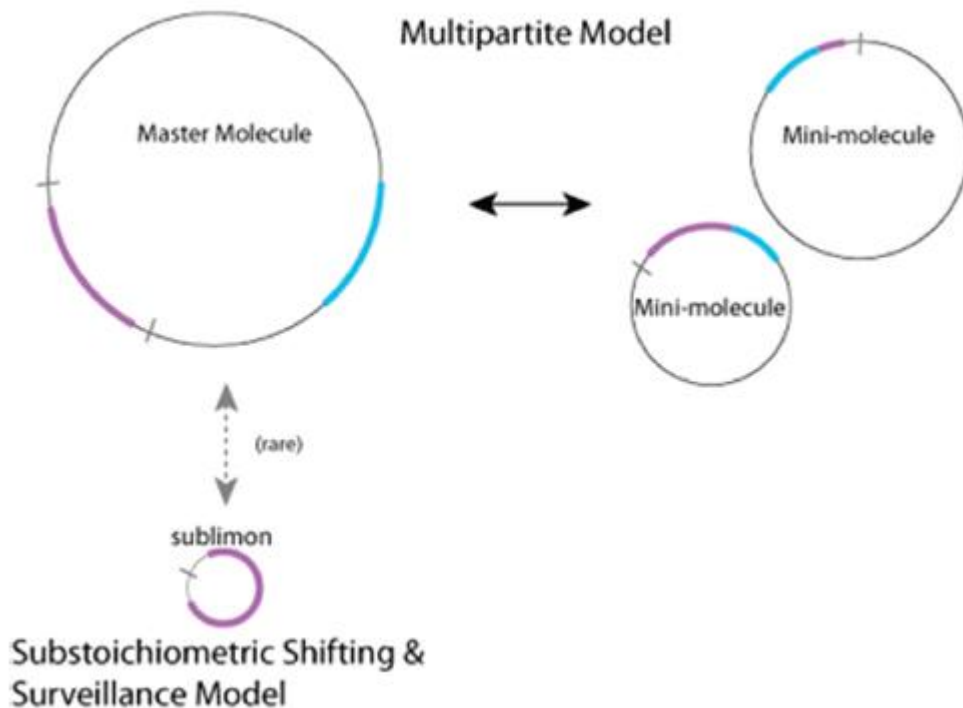 Multipartite Model
Master Molecule
Mini-molecule
Mini-molecule
(rare)
sublimon
Substoichiometric Shifting &
Surveillance Model